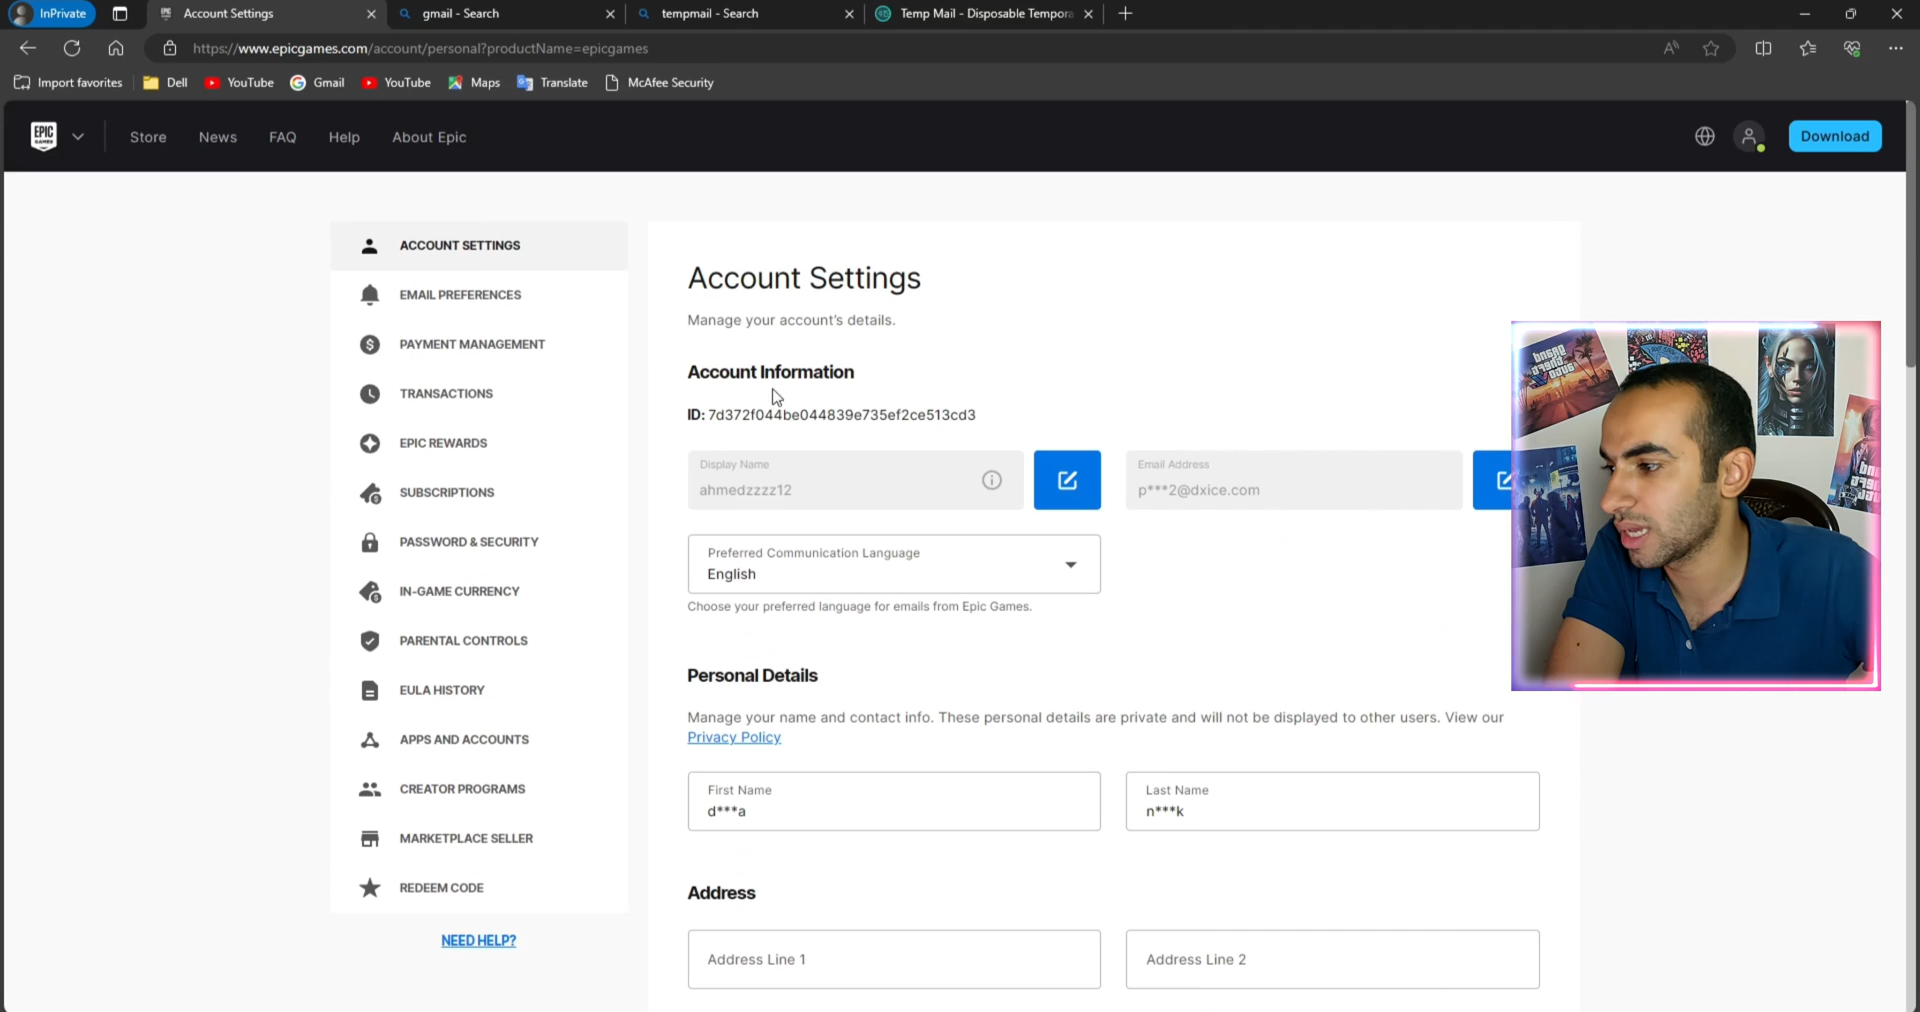 InPrivate
Account Settings
gmail - Search
tempmail - Search
Temp Mail - Disposable Tempora
https://www.epicgames.com/account/personal?productName=epicgames
Import favorites
Dell
YouTube
Gmail
YouTube
Maps
Translate
McAfee Security
EPIC
GAMES
Store
News
FAQ
Help
About Epic
Download
ACCOUNT SETTINGS
EMAIL PREFERENCES
PAYMENT MANAGEMENT
TRANSACTIONS
EPIC REWARDS
SUBSCRIPTIONS
PASSWORD & SECURITY
IN-GAME CURRENCY
PARENTAL CONTROLS
EULA HISTORY
APPS AND ACCOUNTS
CREATOR PROGRAMS
MARKETPLACE SELLER
REDEEM CODE
NEED HELP?
Account Settings
Manage your account's details.
Account Information
ID: 7d372f044be044839e735ef2ce513cd3
Display Name
ahmedzzzz12
Email Address
p***2@dxice.com
Preferred Communication Language
English
Choose your preferred language for emails from Epic Games.
Personal Details
Manage your name and contact info. These personal details are private and will not be displayed to other users. View our
Privacy Policy
First Name
d***a
Last Name
n***k
Address
Address Line 1
Address Line 2